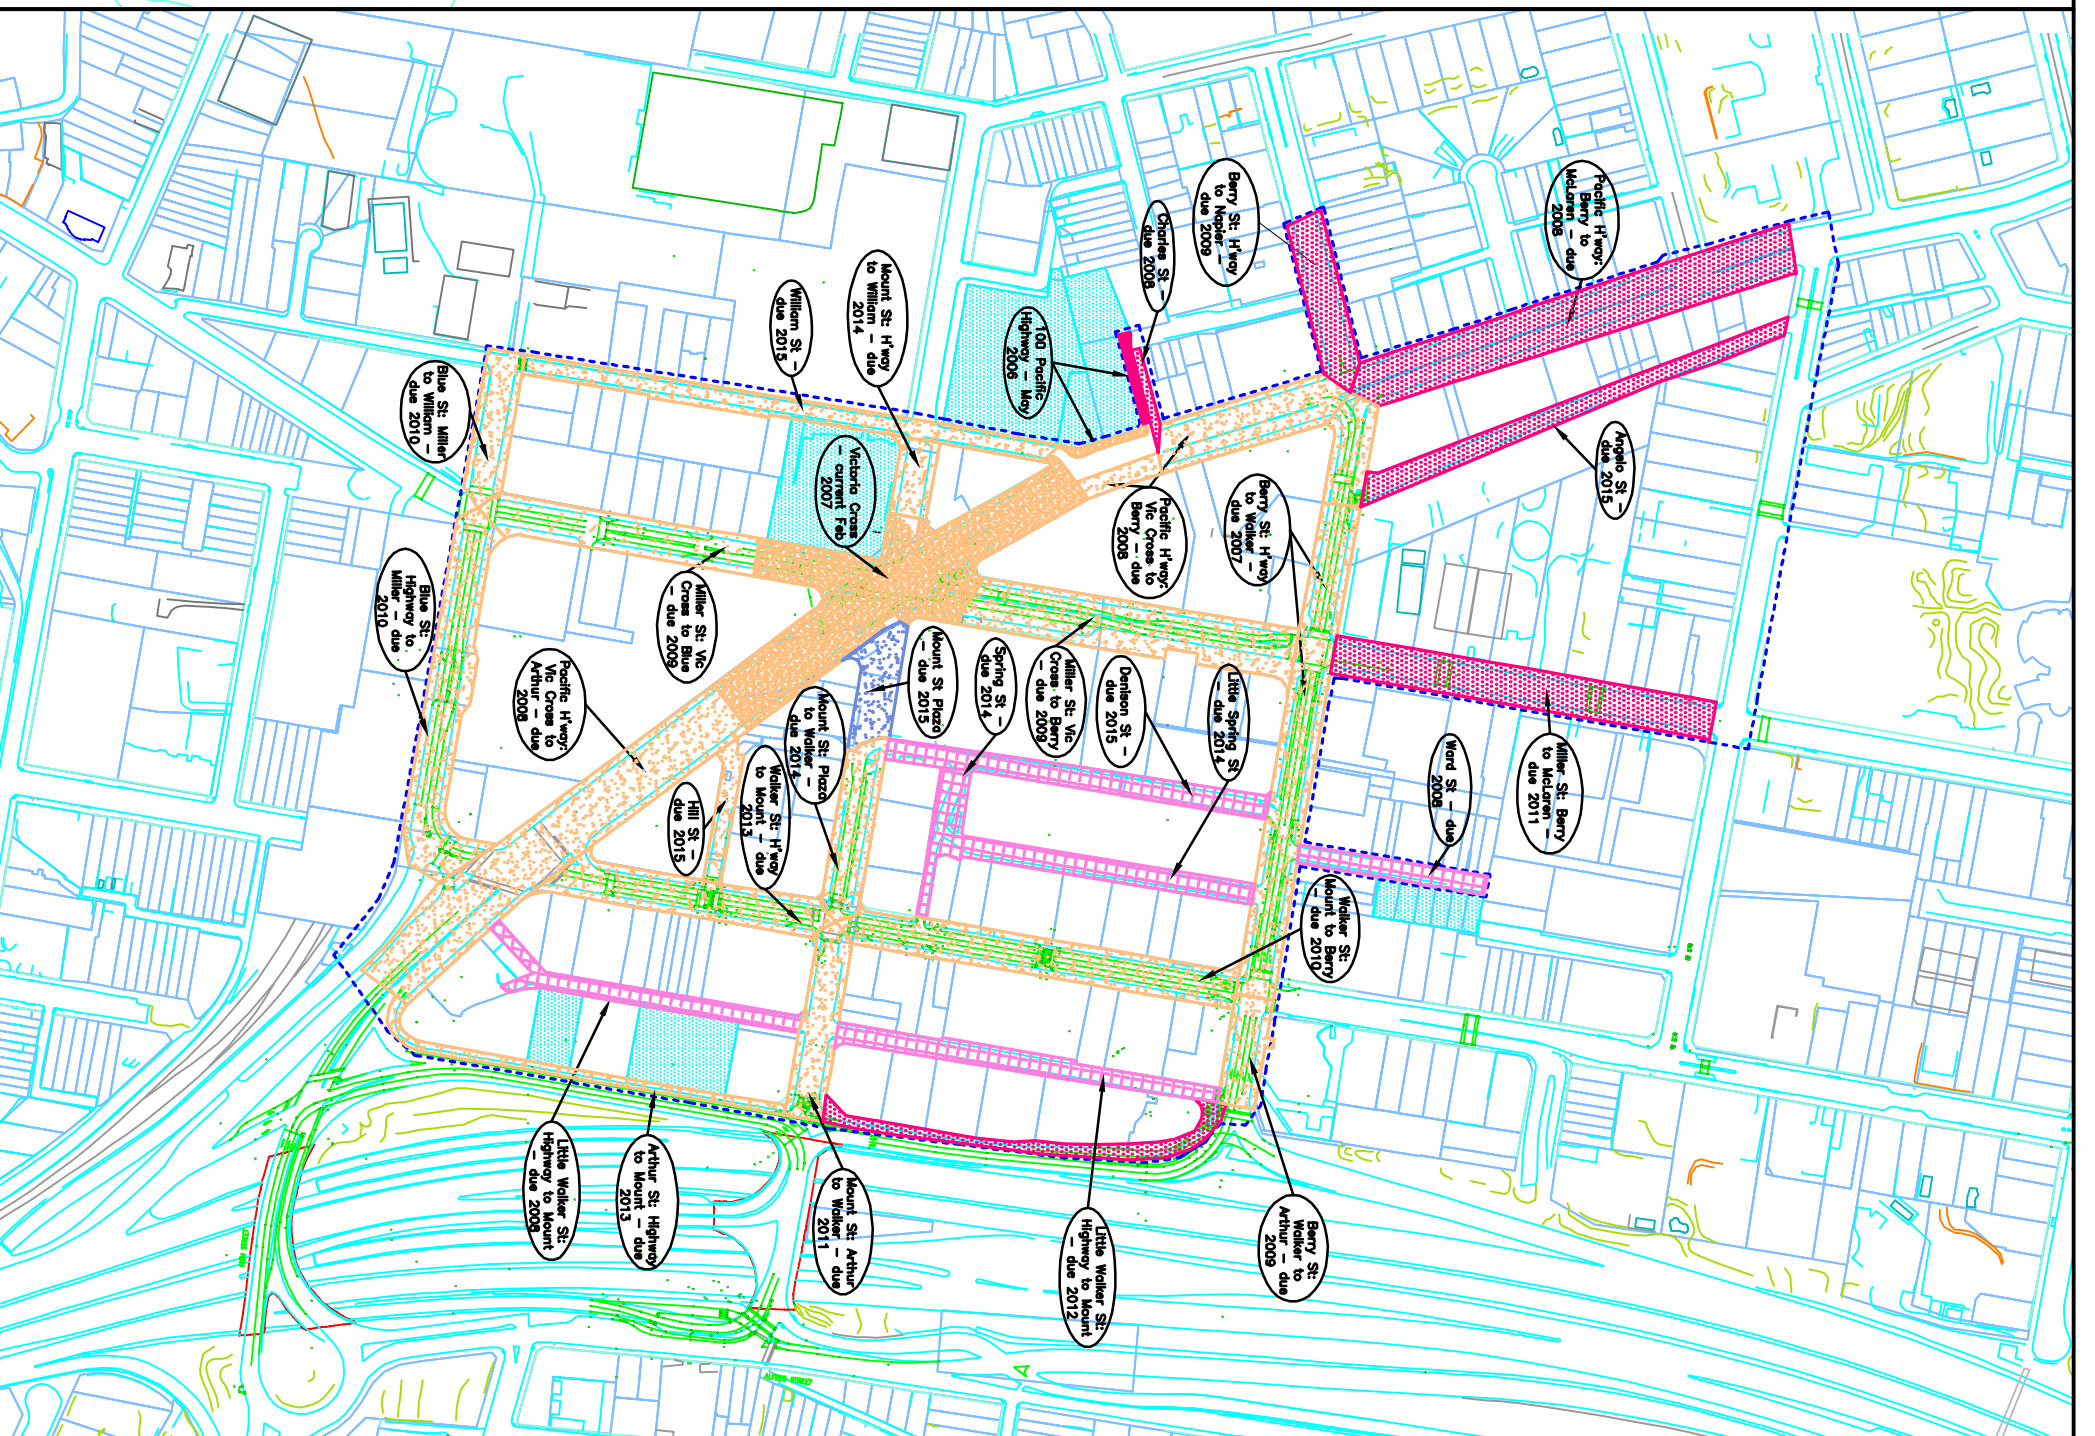 Pacific H'way:
Berry to
McLaren – due
2008
Berry St: H'way
to Napier –
due 2009
Charles St –
due 2008
100 Pacific
Highway – May
2006
Mount St: H'way
to William – due
2014
William St –
due 2015
Blue St: Miller
to William –
due 2010
Victoria Cross
– current Feb
2007
Angelo St –
due 2015
Berry St: H'way
to Walker –
due 2007
Pacific H'way:
Vic Cross to
Berry – due
2008
Blue St:
Highway to
Miller – due
2010
Miller St: Vic
Cross to Blue
– due 2009
Pacific H'way:
Vic Cross to
Arthur – due
2008
Mount St Plaza
– due 2015
Spring St –
due 2014
Miller St: Vic
Cross to Berry
– due 2009
Denison St –
due 2015
Little Spring St
– due 2014
Miller St: Berry
to McLaren –
due 2011
Ward St – due
2008
Mount St: Plaza
to Walker –
due 2014
Walker St: H'way
to Mount – due
2013
Hill St –
due 2015
Walker St:
Mount to Berry
– due 2010
Little Walker St:
Highway to Mount
– due 2008
Arthur St: Highway
to Mount – due
2013
Mount St: Arthur
to Walker – due
2011
Little Walker St:
Highway to Mount
– due 2012
Berry St:
Walker to
Arthur – due
2009
ALFRED STREET